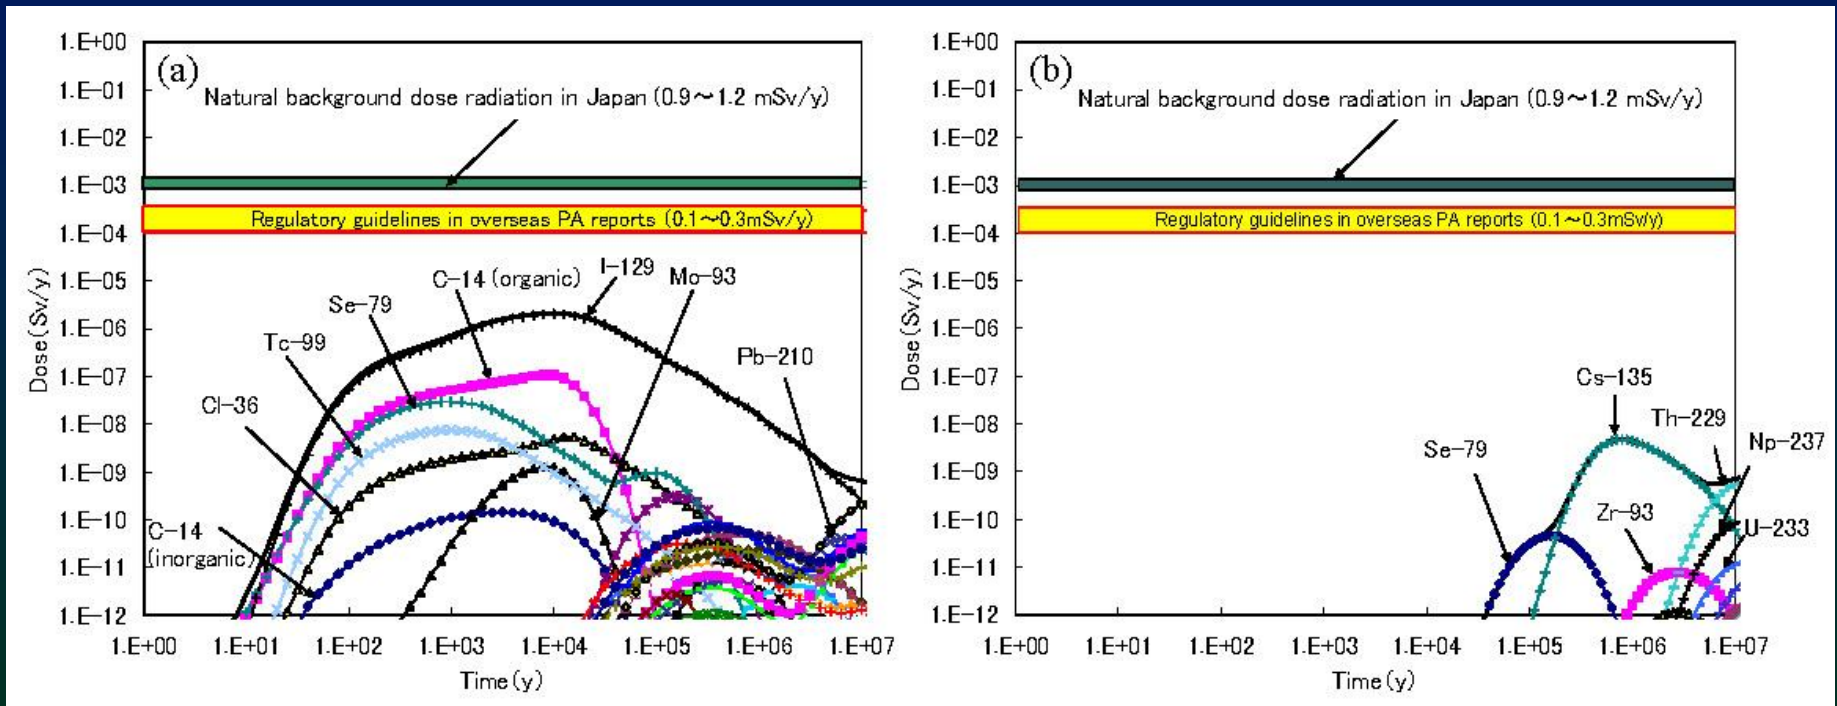 (a)
Natural background dose radiation in Japan (0.9~1.2 mSv/y)
Regulatory guidelines in overseas PA reports (0.1~0.3mSv/y)
1.E+00
1.E-01
1.E-02
1.E-03
1.E-04
1.E-05
1.E-06
1.E-07
1.E-08
1.E-09
1.E-10
1.E-11
1.E-12
Dose(Sv/y)
C-14 (organic)
I-129
Mo-93
Se-79
Tc-99
Pb-210
Cl-36
C-14
(inorganic)
1.E+00 1.E+01 1.E+02 1.E+03 1.E+04 1.E+05 1.E+06 1.E+07
Time(y)
(b)
Natural background dose radiation in Japan (0.9~1.2 mSv/y)
Regulatory guidelines in overseas PA reports (0.1~0.3mSv/y)
1.E+00
1.E-01
1.E-02
1.E-03
1.E-04
1.E-05
1.E-06
1.E-07
1.E-08
1.E-09
1.E-10
1.E-11
1.E-12
Dose(Sv/y)
Cs-135
Th-229
Np-237
Se-79
Zr-93
U-233
1.E+00 1.E+01 1.E+02 1.E+03 1.E+04 1.E+05 1.E+06 1.E+07
Time(y)